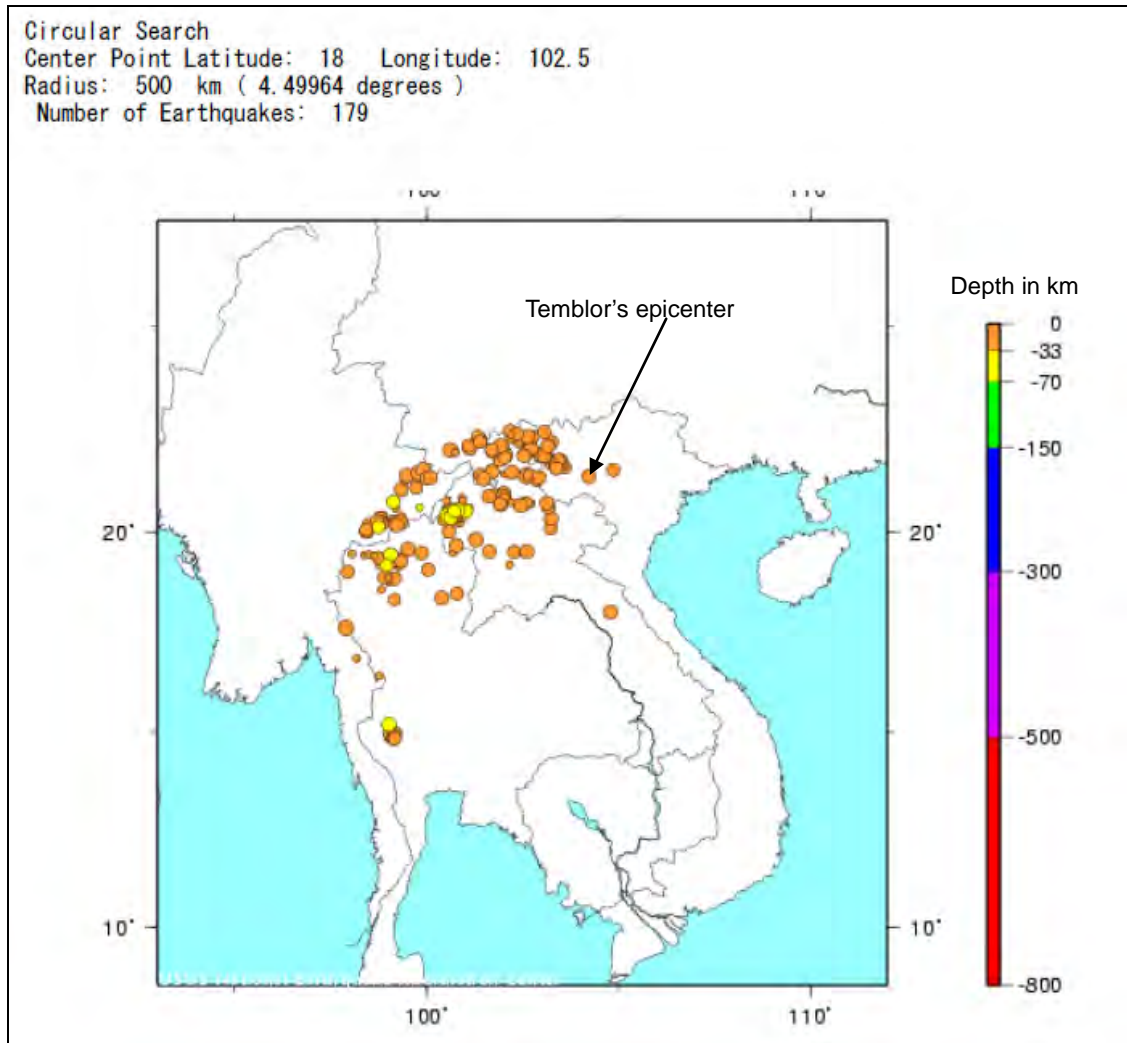 Circular Search
Center Point Latitude: 18 Longitude: 102.5
Radius: 500 km ( 4.49964 degrees )
Number of Earthquakes: 179
Temblor's epicenter
Depth in km
0
-33
-70
-150
-300
-500
-800
20° 20°
10° 10°
100° 110°